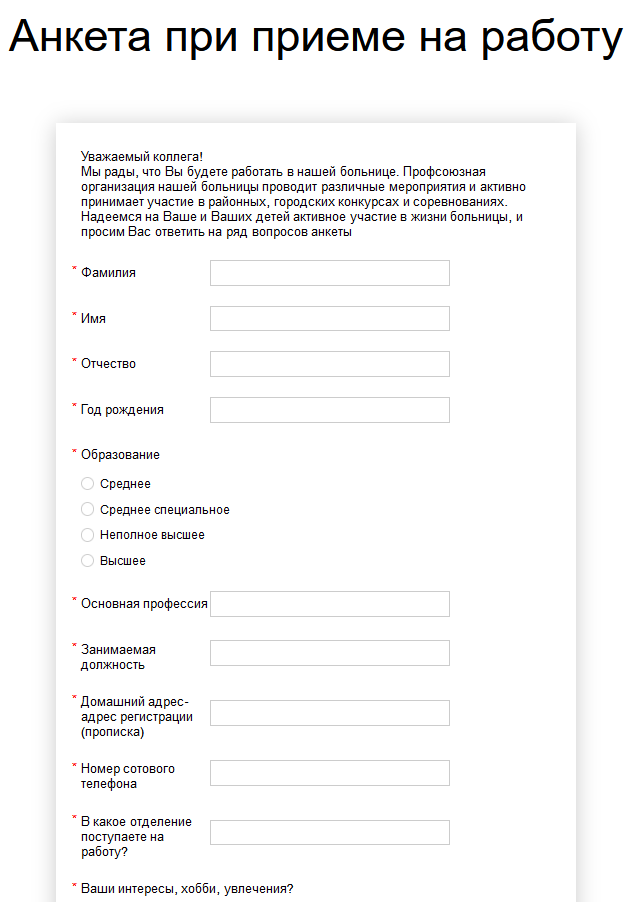 Анкета при приеме на работу
Уважаемый коллега!
Мы рады, что Вы будете работать в нашей больнице. Профсоюзная
организация нашей больницы проводит различные мероприятия и активно
принимает участие в районных, городских конкурсах и соревнованиях.
Надеемся на Ваше и Ваших детей активное участие в жизни больницы, и
просим Вас ответить на ряд вопросов анкеты
* Фамилия
* Имя
* Отчество
* Год рождения
* Образование
Среднее
Среднее специальное
Неполное высшее
Высшее
* Основная профессия
* Занимаемая
должность
* Домашний адрес-
адрес регистрации
(прописка)
* Номер сотового
телефона
* В какое отделение
поступаете на
работу?
* Ваши интересы, хобби, увлечения?